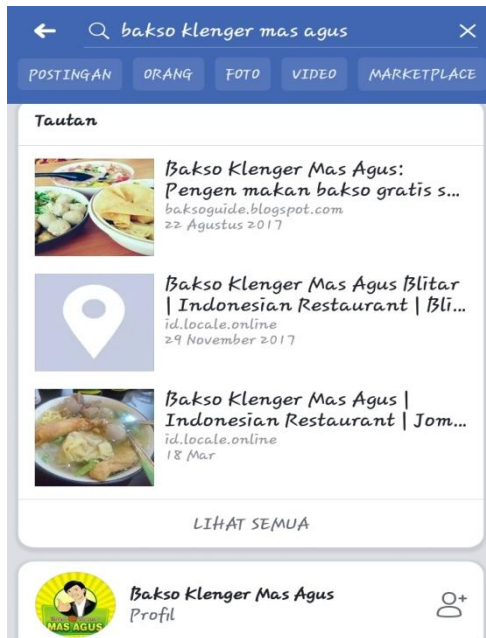 bakso klenger mas agus
POSTINGAN ORANG FOTO VIDEO MARKETPLACE
Tautan
Bakso Klenger Mas Agus:
Pengen makan bakso gratis s...
baksoguide.blogspot.com
22 Agustus 2017
Bakso Klenger Mas Agus Blitar
| Indonesian Restaurant | Bli...
id.locale.online
29 November 2017
Bakso Klenger Mas Agus |
Indonesian Restaurant | Jom...
id.locale.online
18 Mar
LIHAT SEMUA
Bakso Klenger Mas Agus
Profil
MAS AGUS